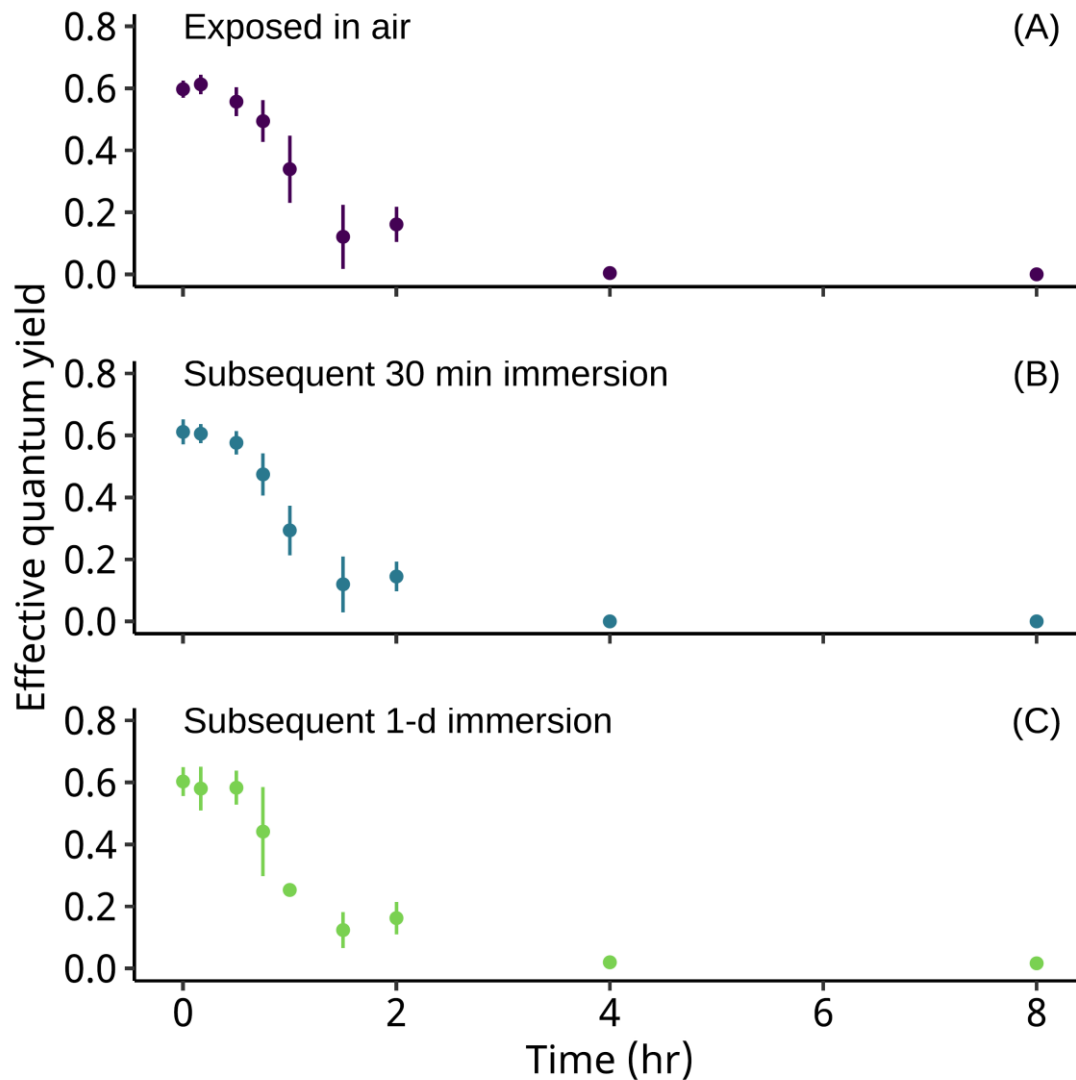 Effective quantum yield
Exposed in air (A)
0.8
0.6
0.4
0.2
0.0
Subsequent 30 min immersion (B)
0.8
0.6
0.4
0.2
0.0
Subsequent 1-d immersion (C)
0.8
0.6
0.4
0.2
0.0
0 2 4 6 8
Time (hr)